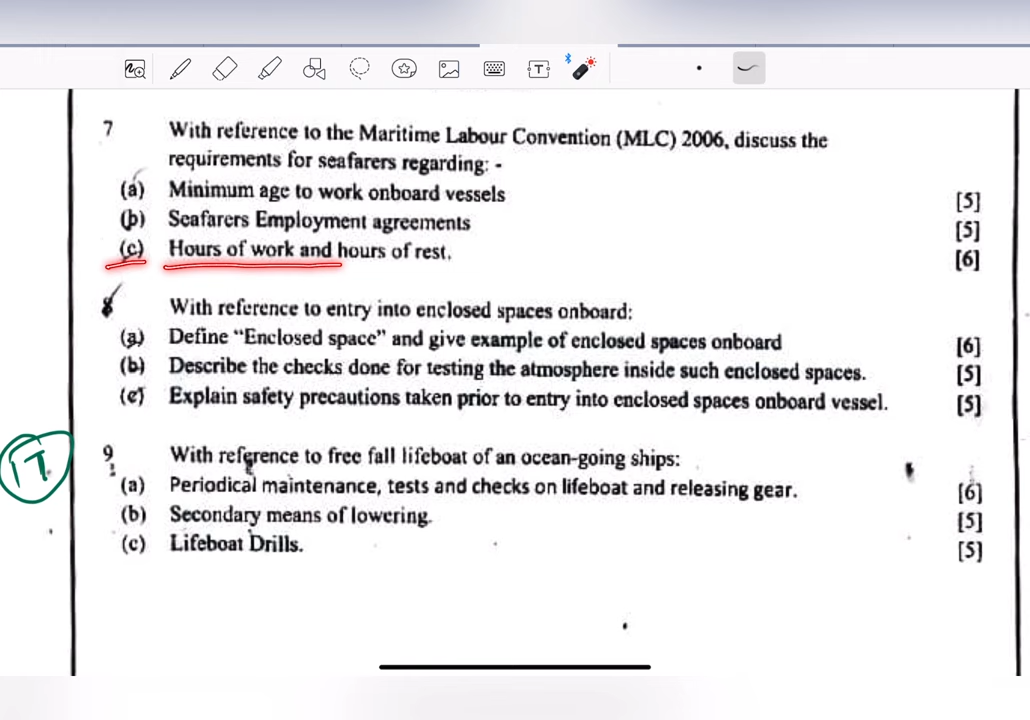 7 With reference to the Maritime Labour Convention (MLC) 2006, discuss the
requirements for seafarers regarding: -
(a) Minimum age to work onboard vessels [5]
(b) Seafarers Employment agreements [5]
(c) Hours of work and hours of rest. [6]
8 With reference to entry into enclosed spaces onboard:
(a) Define “Enclosed space” and give example of enclosed spaces onboard [6]
(b) Describe the checks done for testing the atmosphere inside such enclosed spaces. [5]
(c) Explain safety precautions taken prior to entry into enclosed spaces onboard vessel. [5]
1T
9 With reference to free fall lifeboat of an ocean-going ships:
(a) Periodical maintenance, tests and checks on lifeboat and releasing gear. [6]
(b) Secondary means of lowering. [5]
(c) Lifeboat Drills. [5]